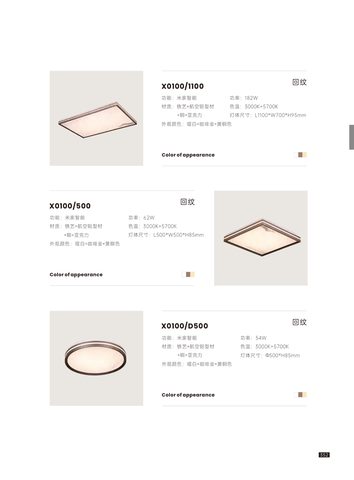 X0100/1100
回纹
功能：米家智能
功率：182W
材质：铁艺+航空铝型材
色温：3000K+5700K
+铜+亚克力
灯体尺寸：L1100*W700*H95mm
外观颜色：暖白+暗咖金+黄铜色
Color of appearance
X0100/500
回纹
功能：米家智能
功率：62W
材质：铁艺+航空铝型材
色温：3000K+5700K
+铜+亚克力
灯体尺寸：L500*W500*H85mm
外观颜色：暖白+暗咖金+黄铜色
Color of appearance
X0100/D500
回纹
功能：米家智能
功率：54W
材质：铁艺+航空铝型材
色温：3000K+5700K
+铜+亚克力
灯体尺寸：Φ500*H85mm
外观颜色：暖白+暗咖金+黄铜色
Color of appearance
352